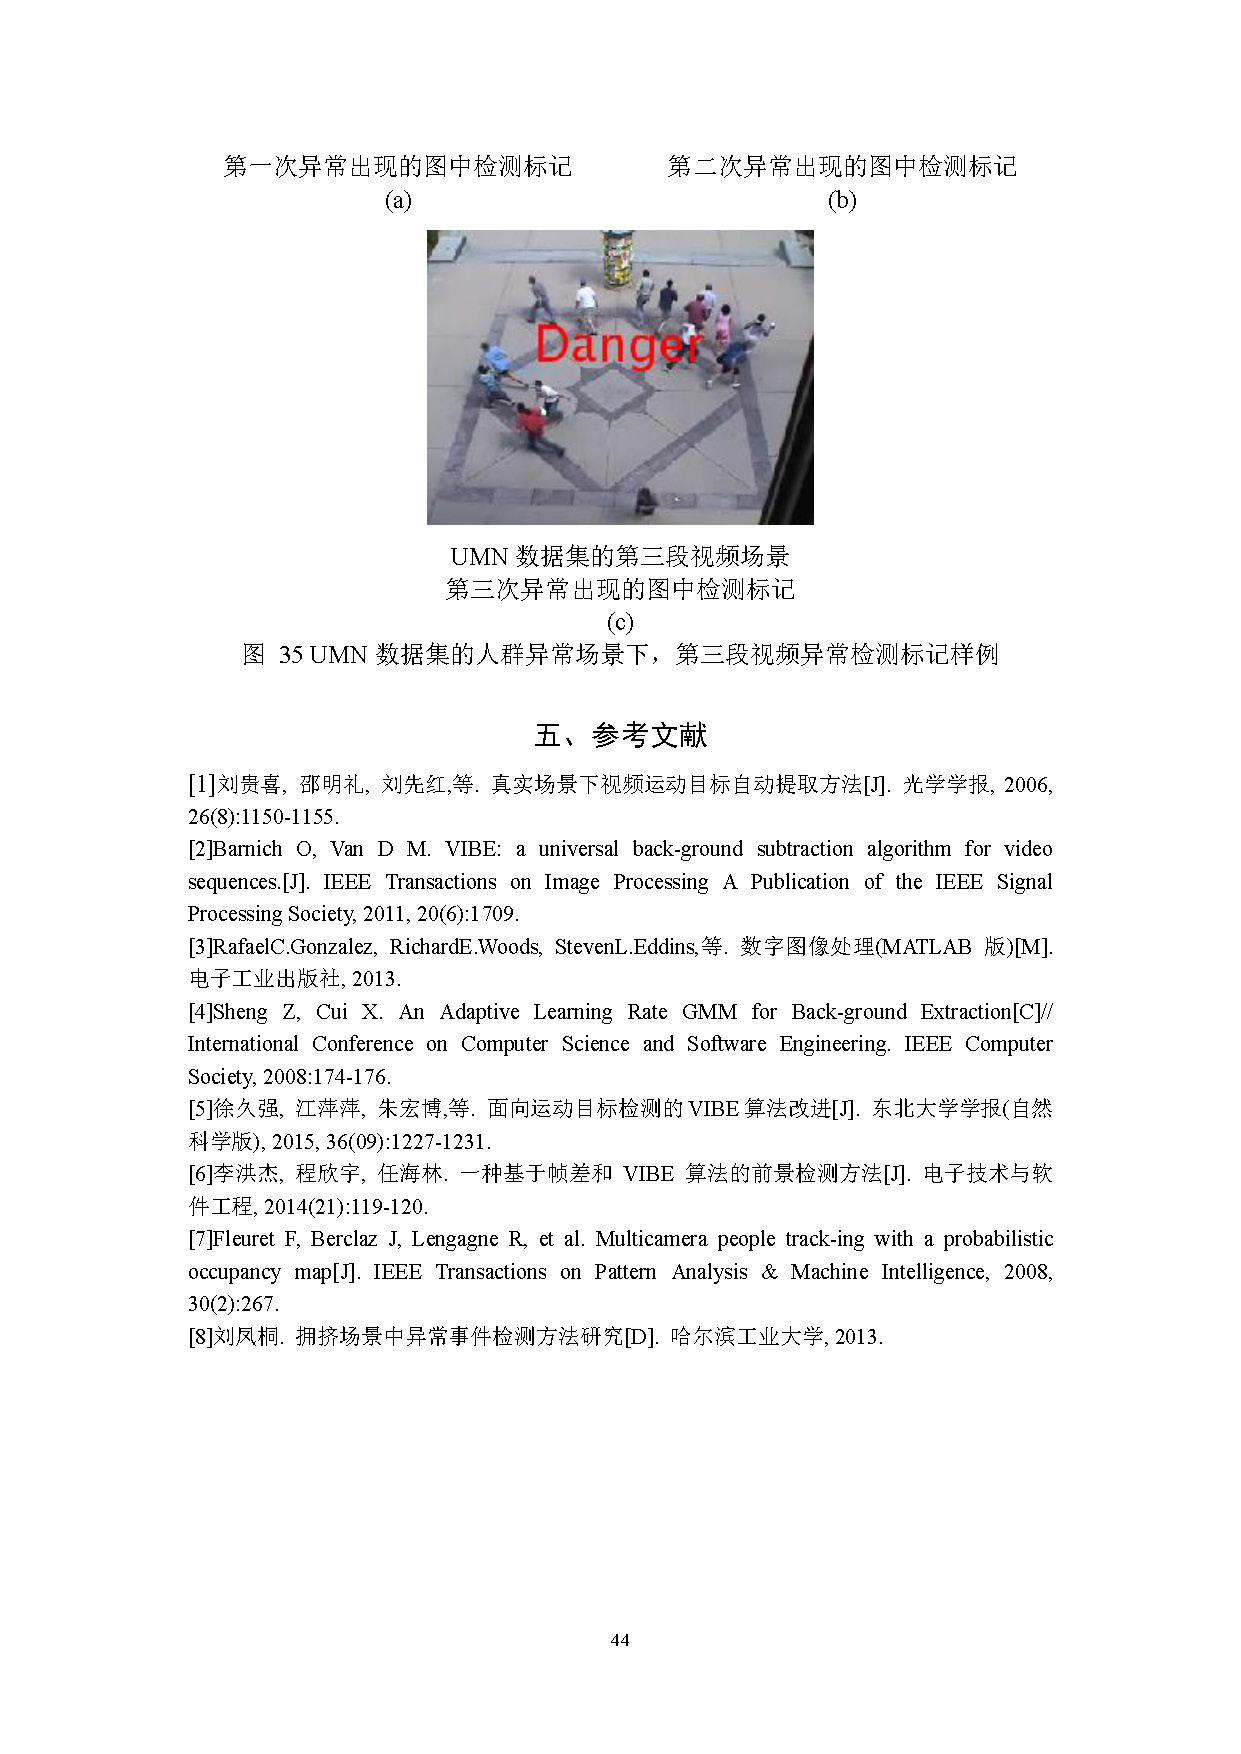 第一次异常出现的图中检测标记 第二次异常出现的图中检测标记
(a) (b)
Danger
UMN 数据集的第三段视频场景
第三次异常出现的图中检测标记
(c)
图 35 UMN 数据集的人群异常场景下，第三段视频异常检测标记样例
五、参考文献
[1]刘贵喜, 邵明礼, 刘先红,等. 真实场景下视频运动目标自动提取方法[J]. 光学学报, 2006,
26(8):1150-1155.
[2]Barnich O, Van D M. VIBE: a universal back-ground subtraction algorithm for video
sequences.[J]. IEEE Transactions on Image Processing A Publication of the IEEE Signal
Processing Society, 2011, 20(6):1709.
[3]RafaelC.Gonzalez, RichardE.Woods, StevenL.Eddins,等. 数字图像处理(MATLAB 版)[M].
电子工业出版社, 2013.
[4]Sheng Z, Cui X. An Adaptive Learning Rate GMM for Back-ground Extraction[C]//
International Conference on Computer Science and Software Engineering. IEEE Computer
Society, 2008:174-176.
[5]徐久强, 江萍萍, 朱宏博,等. 面向运动目标检测的VIBE算法改进[J]. 东北大学学报(自然
科学版), 2015, 36(09):1227-1231.
[6]李洪杰, 程欣宇, 任海林. 一种基于帧差和 VIBE 算法的前景检测方法[J]. 电子技术与软
件工程, 2014(21):119-120.
[7]Fleuret F, Berclaz J, Lengagne R, et al. Multicamera people track-ing with a probabilistic
occupancy map[J]. IEEE Transactions on Pattern Analysis & Machine Intelligence, 2008,
30(2):267.
[8]刘凤桐. 拥挤场景中异常事件检测方法研究[D]. 哈尔滨工业大学, 2013.
44